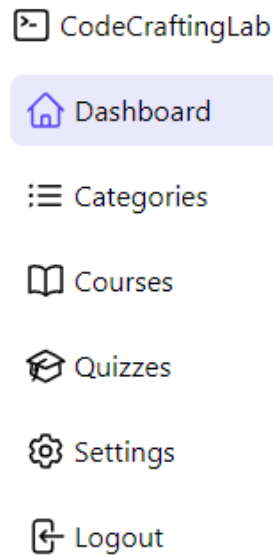 CodeCraftingLab
Dashboard
Categories
Courses
Quizzes
Settings
Logout